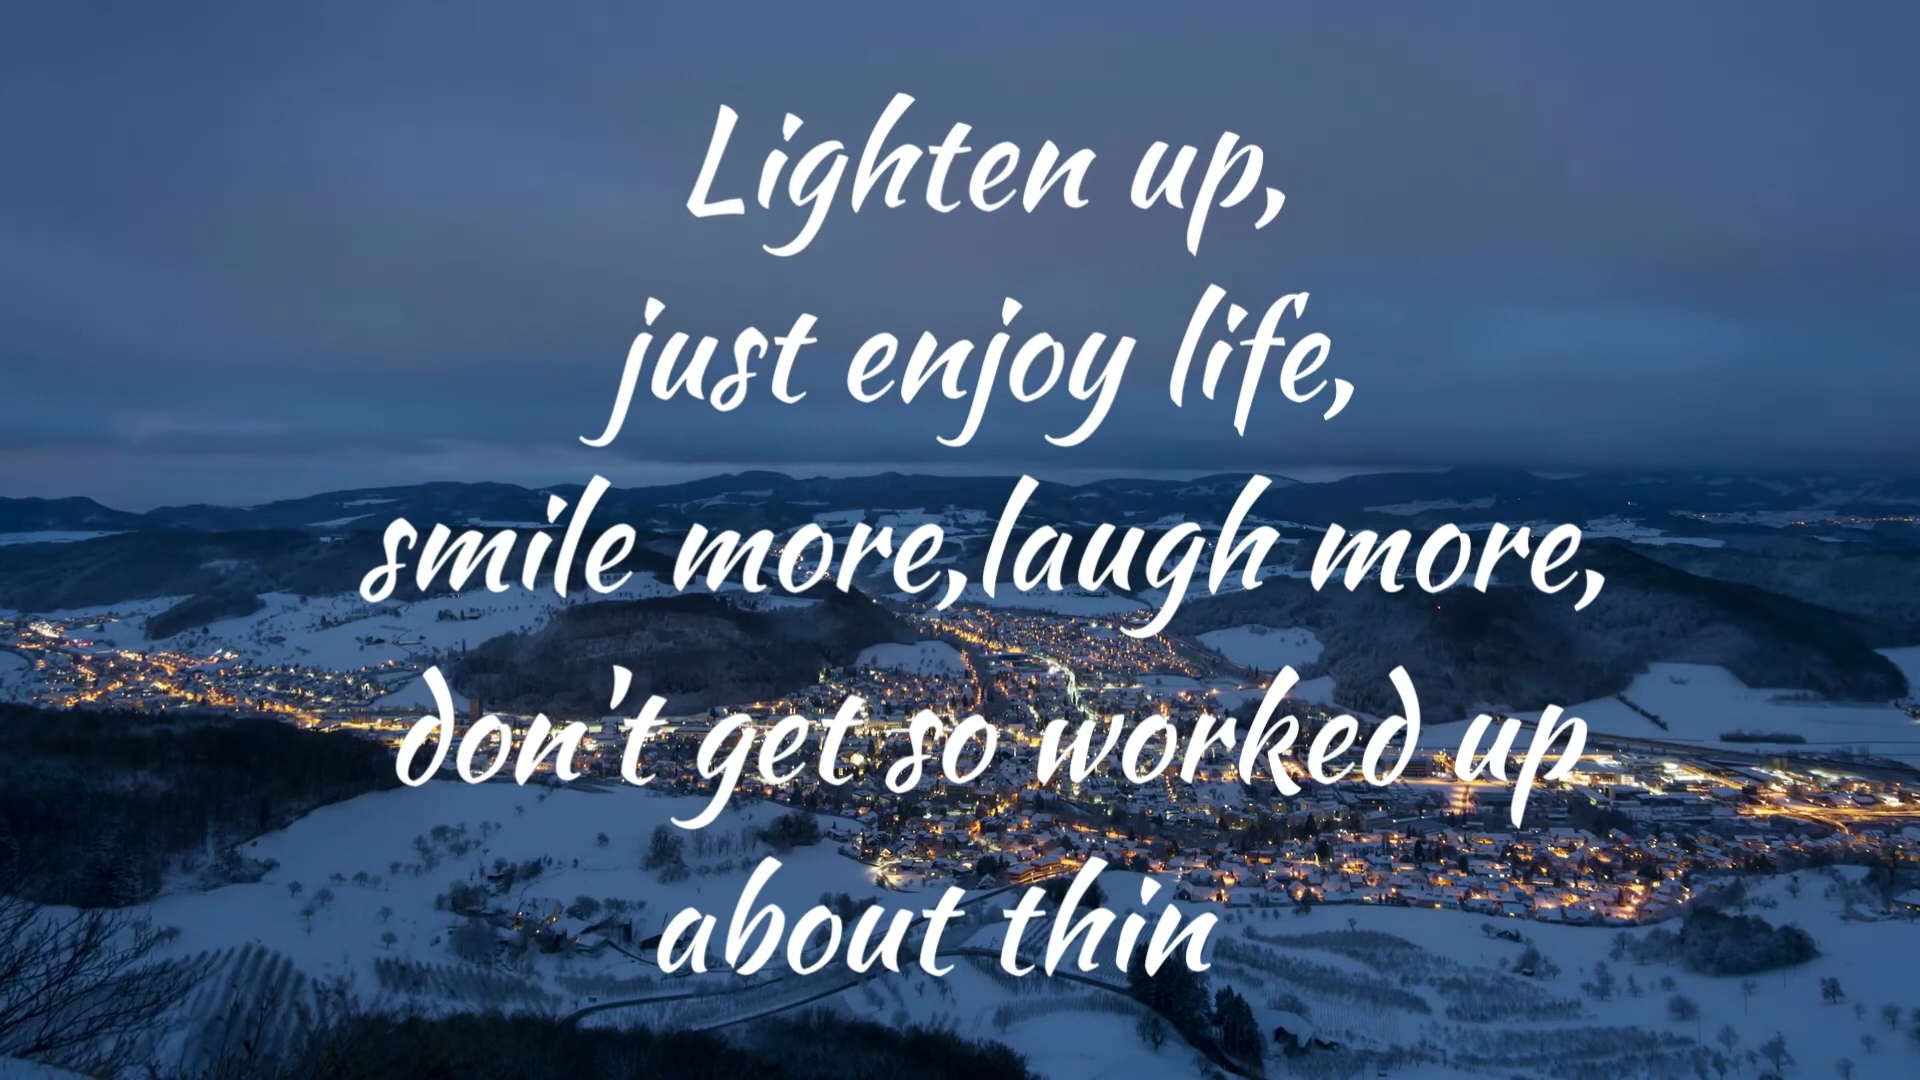 Lighten up,
just enjoy life,
smile more,laugh more,
don't get so worked up
about thin